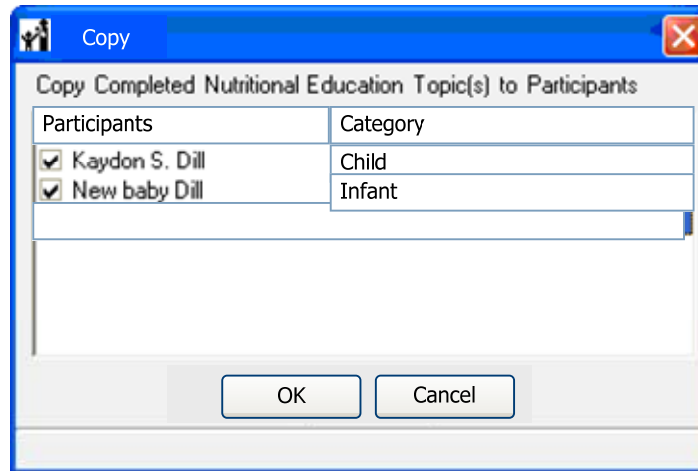 Copy
Copy Completed Nutritional Education Topic(s) to Participants
Participants Category
Kaydon S. Dill Child
New baby Dill Infant
OK Cancel